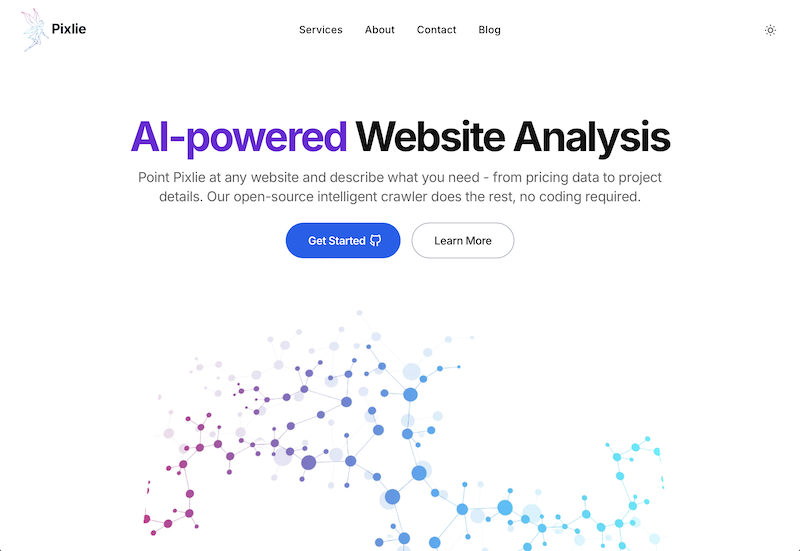 Pixlie
Services
About
Contact
Blog
AI-powered Website Analysis
Point Pixlie at any website and describe what you need - from pricing data to project
details. Our open-source intelligent crawler does the rest, no coding required.
Get Started
Learn More